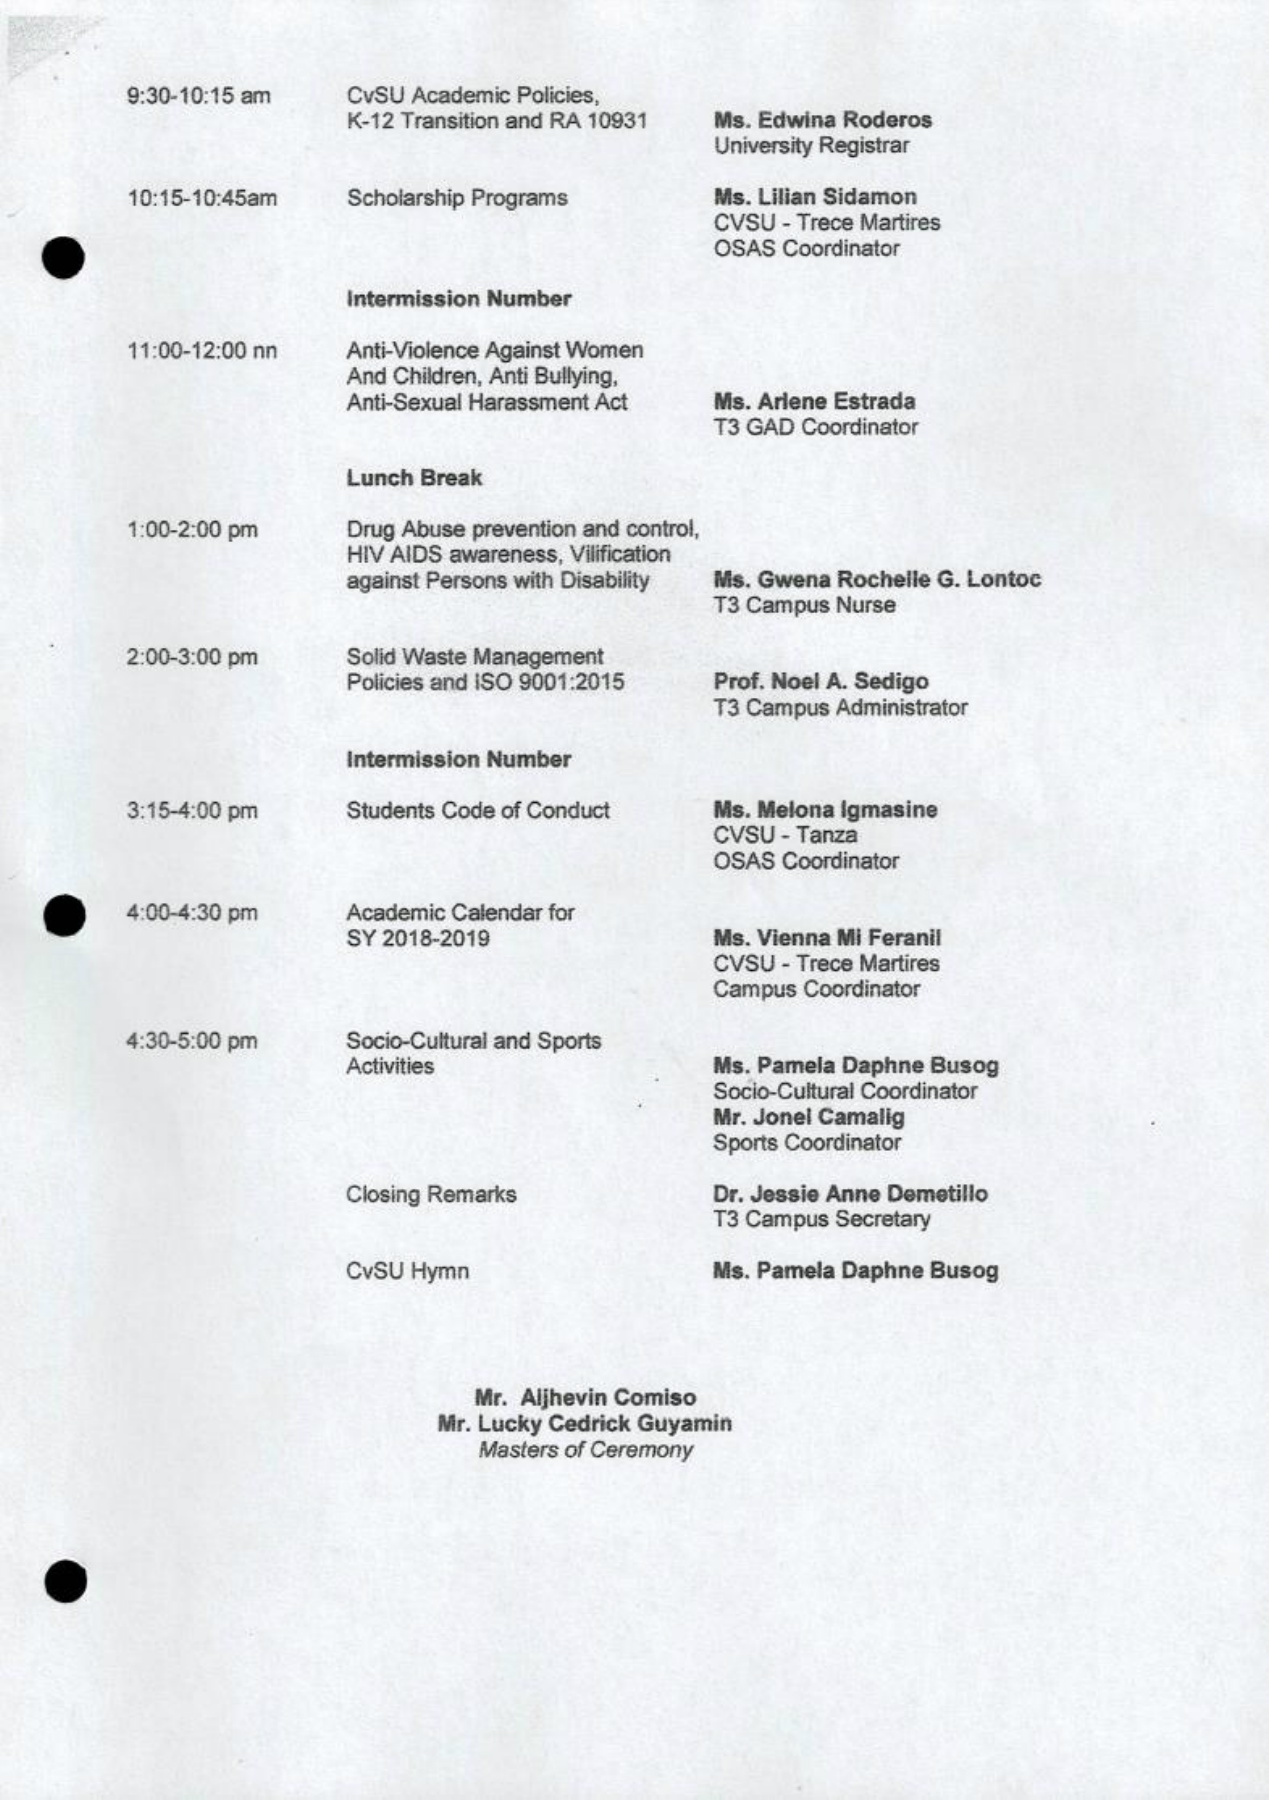 9:30-10:15 am CvSU Academic Policies,
K-12 Transition and RA 10931 Ms. Edwina Roderos
University Registrar
10:15-10:45am Scholarship Programs Ms. Lilian Sidamon
CVSU - Trece Martires
OSAS Coordinator
Intermission Number
11:00-12:00 nn Anti-Violence Against Women
And Children, Anti Bullying,
Anti-Sexual Harassment Act Ms. Arlene Estrada
T3 GAD Coordinator
Lunch Break
1:00-2:00 pm Drug Abuse prevention and control,
HIV AIDS awareness, Vilification
against Persons with Disability Ms. Gwena Rochelle G. Lontoc
T3 Campus Nurse
2:00-3:00 pm Solid Waste Management
Policies and ISO 9001:2015 Prof. Noel A. Sedigo
T3 Campus Administrator
Intermission Number
3:15-4:00 pm Students Code of Conduct Ms. Melona Igmasine
CVSU - Tanza
OSAS Coordinator
4:00-4:30 pm Academic Calendar for
SY 2018-2019 Ms. Vienna Mi Feranil
CVSU - Trece Martires
Campus Coordinator
4:30-5:00 pm Socio-Cultural and Sports
Activities Ms. Pamela Daphne Busog
Socio-Cultural Coordinator
Mr. Jonel Camalig
Sports Coordinator
Closing Remarks Dr. Jessie Anne Demetillo
T3 Campus Secretary
CvSU Hymn Ms. Pamela Daphne Busog
Mr. Aljhevin Comiso
Mr. Lucky Cedrick Guyamin
Masters of Ceremony